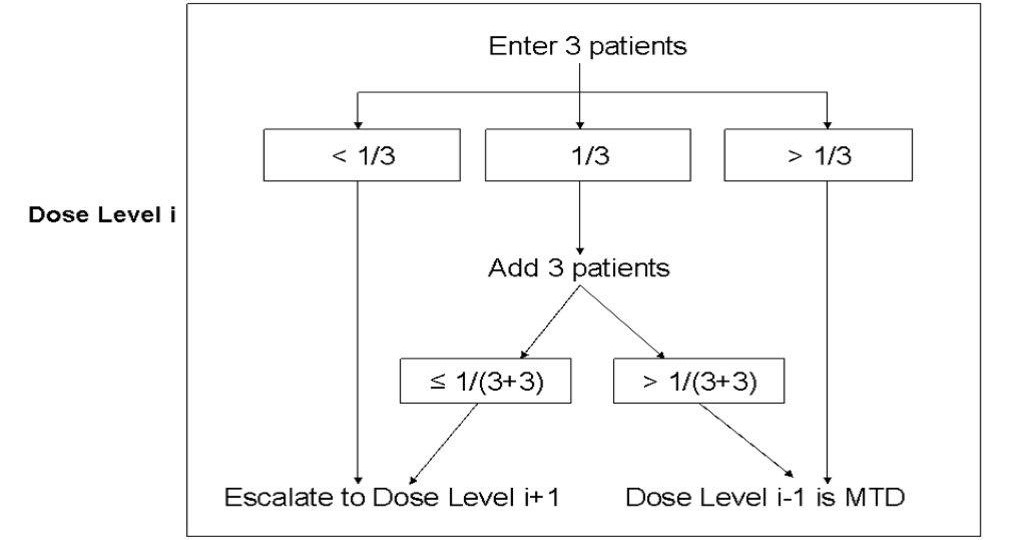 Enter 3 patients
< 1/3
1/3
> 1/3
Dose Level i
Add 3 patients
≤ 1/(3+3)
> 1/(3+3)
Escalate to Dose Level i+1
Dose Level i-1 is MTD